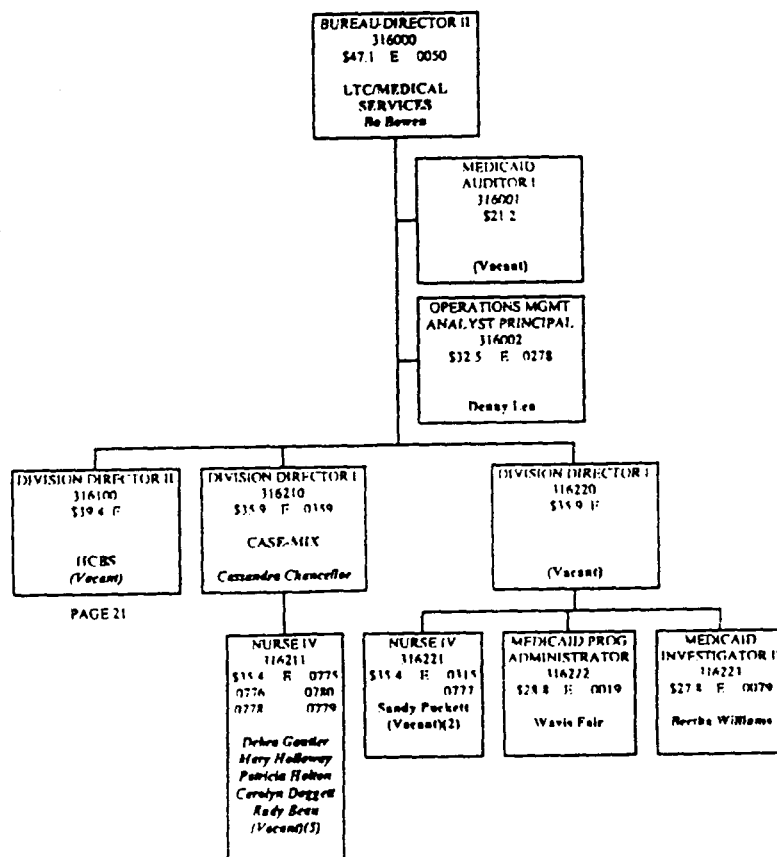 BUREAU-DIRECTOR II
316000
$47.1 E 0050
LTC/MEDICAL
SERVICES
Bo Bowen
MEDICAID
AUDITOR I
316001
$21.2
(Vacant)
OPERATIONS MGMT
ANALYST PRINCIPAL
316002
$32.5 E 0278
Denny Lea
DIVISION DIRECTOR II
316100
$39.4 E
HCBS
(Vacant)
PAGE 21
DIVISION DIRECTOR I
316210
$35.9 E 0359
CASE-MIX
Cassandra Chancellor
DIVISION DIRECTOR I
316220
$35.9 E
(Vacant)
NURSE IV
316211
$35.4 E 0775
0776 0780
0778 0779
Debra
Mary Holloway
Patricia Holton
Carolyn Daggett
Rudy Bean
(Vacant)(5)
NURSE IV
316221
$35.4 E 0315
0777
Sandy Puckett
(Vacant)(2)
MEDICAID PROG
ADMINISTRATOR
316222
$28.8 E 0019
Wavis Fair
MEDICAID
INVESTIGATOR II
316223
$27.8 E 0079
Bertha Williams